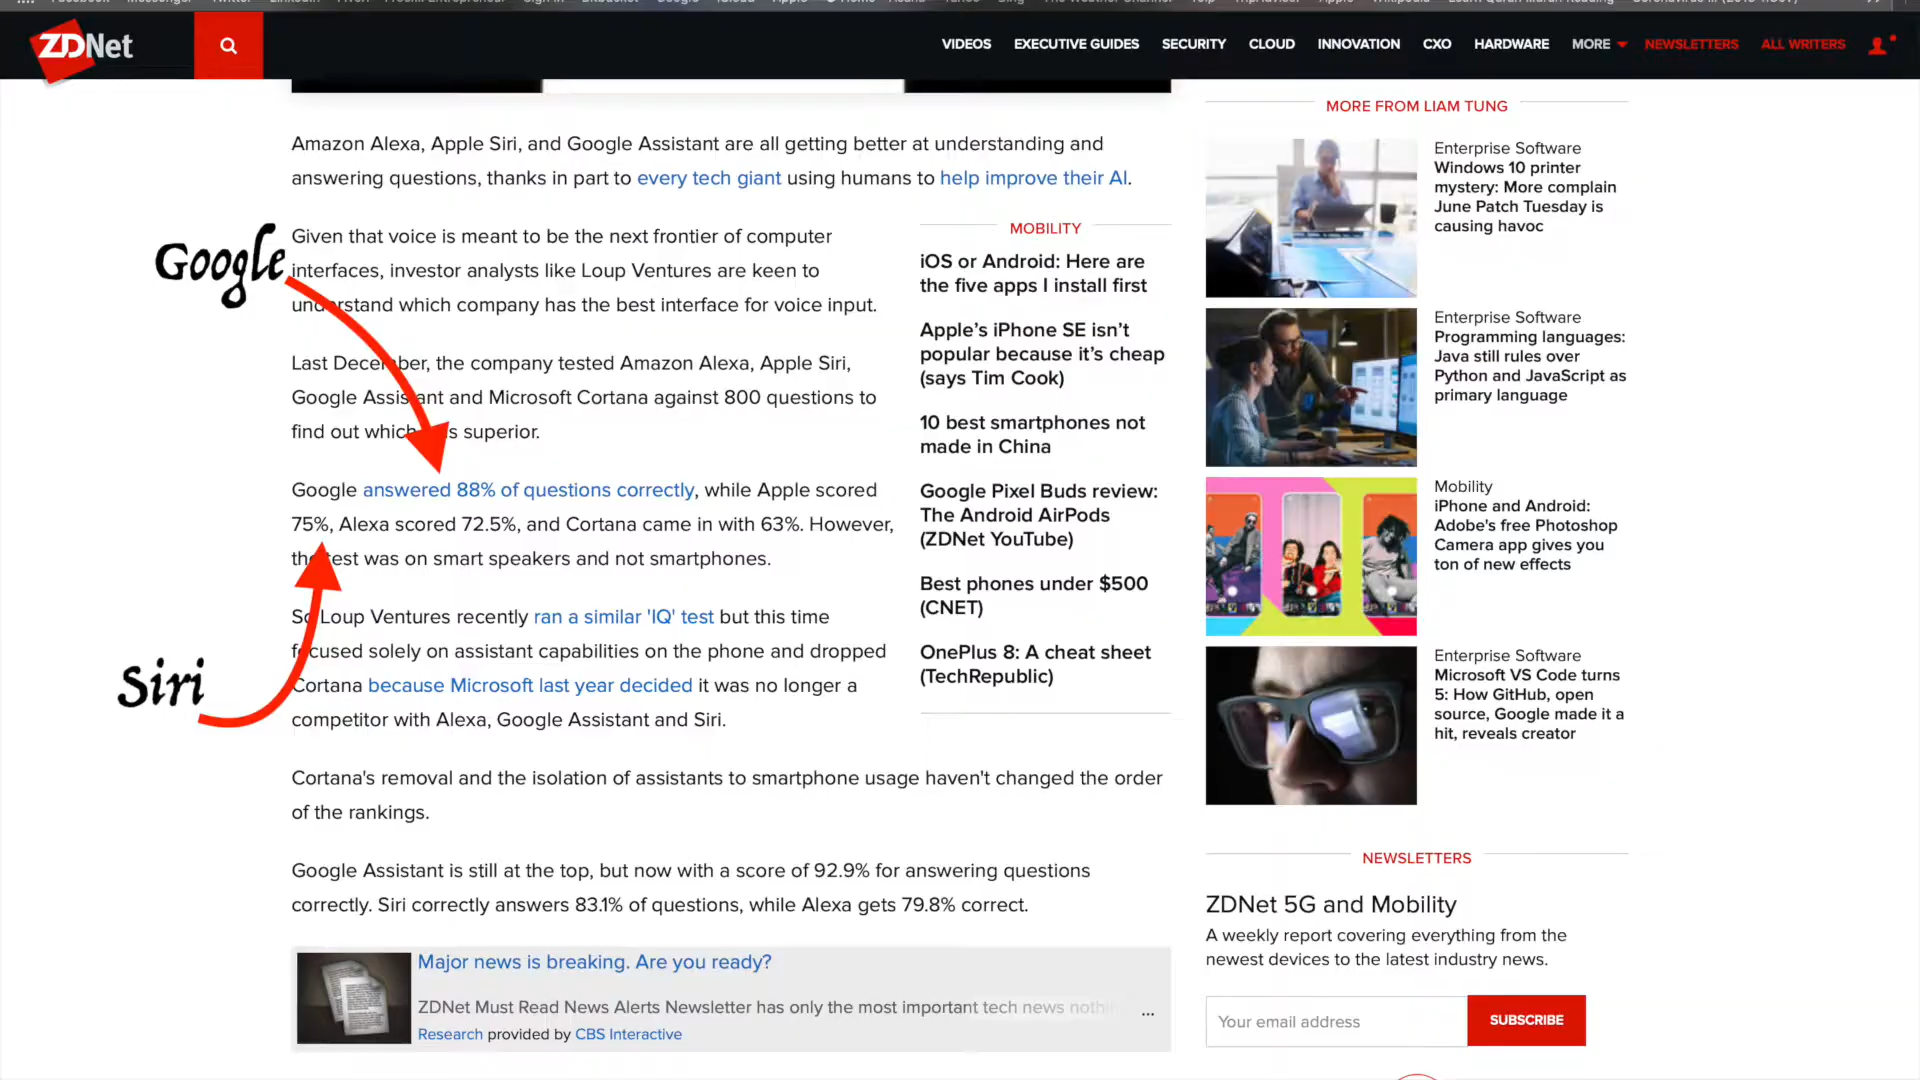 ZDNet
VIDEOS EXECUTIVE GUIDES SECURITY CLOUD INNOVATION CXO HARDWARE MORE NEWSLETTERS ALL WRITERS
Amazon Alexa, Apple Siri, and Google Assistant are all getting better at understanding and
answering questions, thanks in part to every tech giant using humans to help improve their AI.
Google
Given that voice is meant to be the next frontier of computer
interfaces, investor analysts like Loup Ventures are keen to
understand which company has the best interface for voice input.
Last December, the company tested Amazon Alexa, Apple Siri,
Google Assistant and Microsoft Cortana against 800 questions to
find out which superior.
Google answered 88% of questions correctly, while Apple scored
75%, Alexa scored 72.5%, and Cortana came in with 63%. However,
the test was on smart speakers and not smartphones.
So Loup Ventures recently ran a similar 'IQ' test but this time
focused solely on assistant capabilities on the phone and dropped
Siri
Cortana because Microsoft last year decided it was no longer a
competitor with Alexa, Google Assistant and Siri.
Cortana's removal and the isolation of assistants to smartphone usage haven't changed the order
of the rankings.
Google Assistant is still at the top, but now with a score of 92.9% for answering questions
correctly. Siri correctly answers 83.1% of questions, while Alexa gets 79.8% correct.
Major news is breaking. Are you ready?
ZDNet Must Read News Alerts Newsletter has only the most important tech news
...
Research provided by CBS Interactive
MOBILITY
iOS or Android: Here are
the five apps I install first
Apple's iPhone SE isn't
popular because it's cheap
(says Tim Cook)
10 best smartphones not
made in China
Google Pixel Buds review:
The Android AirPods
(ZDNet YouTube)
Best phones under $500
(CNET)
OnePlus 8: A cheat sheet
(TechRepublic)
MORE FROM LIAM TUNG
Enterprise Software
Windows 10 printer
mystery: More complain
June Patch Tuesday is
causing havoc
Enterprise Software
Programming languages:
Java still rules over
Python and JavaScript as
primary language
Mobility
iPhone and Android:
Adobe's free Photoshop
Camera app gives you
ton of new effects
Enterprise Software
Microsoft VS Code turns
5: How GitHub, open
source, Google made it a
hit, reveals creator
NEWSLETTERS
ZDNet 5G and Mobility
A weekly report covering everything from the
newest devices to the latest industry news.
Your email address
SUBSCRIBE